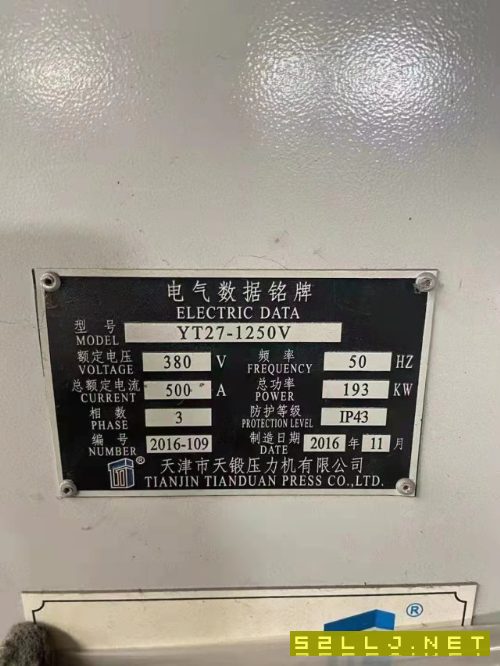 电气数据铭牌
ELECTRIC DATA
型号 MODEL YT27-1250V
额定电压 VOLTAGE 380 V 频率 FREQUENCY 50 HZ
总额定电流 CURRENT 500 A 总功率 POWER 193 KW
相数 PHASE 3 防护等级 PROTECTION LEVEL IP43
编号 NUMBER 2016-109 制造日期 DATE 2016 年 11 月
® 天津市天锻压力机有限公司
TIANJIN TIANDUAN PRESS CO.,LTD.
®
52LLJ.NET